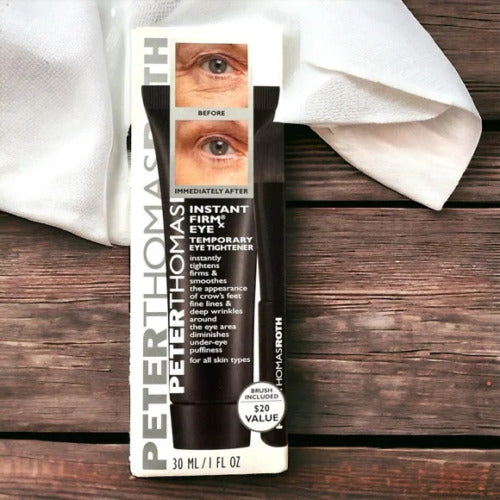 PETERTHOMASROTH
BEFORE
IMMEDIATELY AFTER
PETERTHOMAS
INSTANT
FIRMx®
EYE
TEMPORARY
EYE TIGHTENER
instantly
tightens
firms &
smoothes
the appearance
of crow's feet
fine lines &
deep wrinkles
around
the eye area
diminishes
under-eye
puffiness
for all skin types
THOMASROTH
BRUSH
INCLUDED
$20
VALUE
30 ML/1 FL OZ